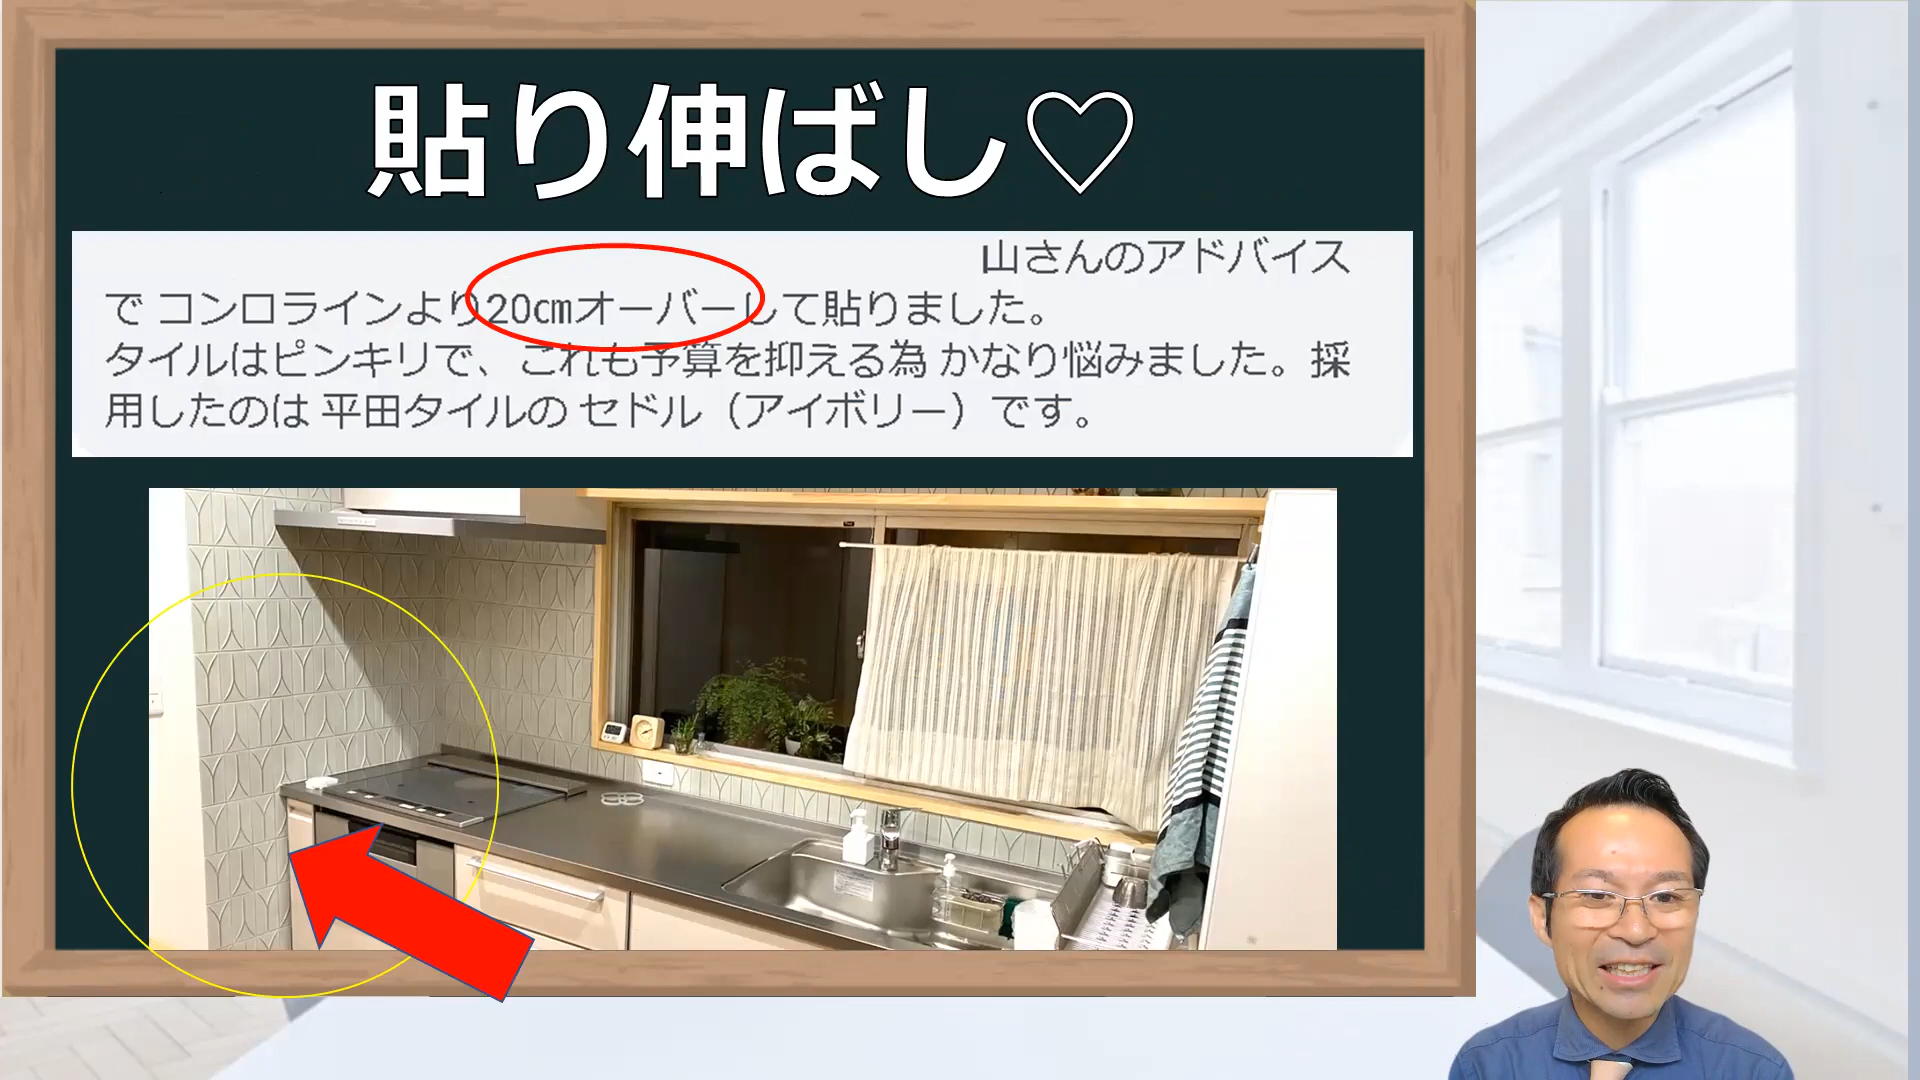 貼り伸ばし♡
山さんのアドバイス
で コンロラインより20㎝オーバーして貼りました。
タイルはピンキリで、これも予算を抑える為 かなり悩みました。採
用したのは 平田タイルの セドル（アイボリー）です。